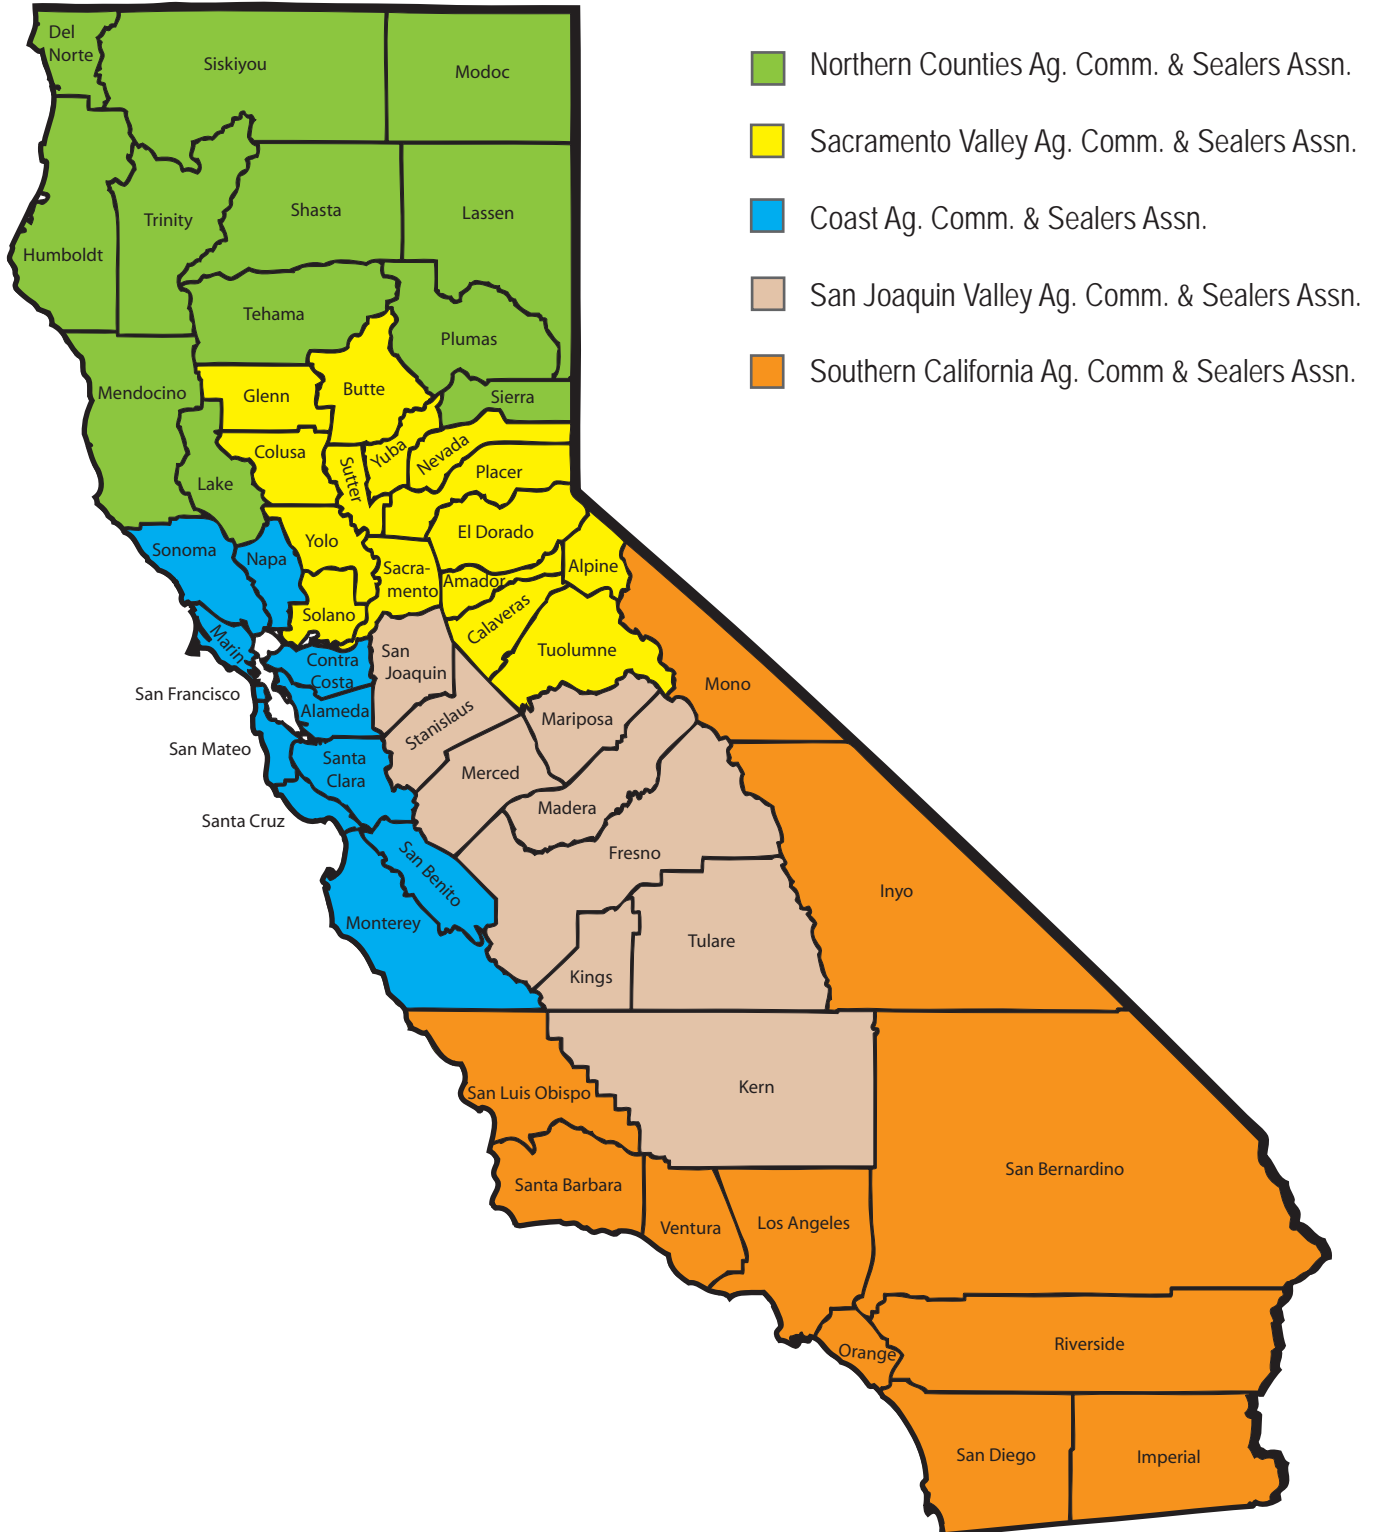 Del
Norte
Siskiyou
Modoc
Humboldt
Trinity
Shasta
Lassen
Tehama
Plumas
Mendocino
Glenn
Butte
Sierra
Colusa
Lake
Sutter
Yuba
Nevada
Placer
El Dorado
Yolo
Sonoma
Napa
Sacra-
mento
Amador
Alpine
Solano
Calaveras
Tuolumne
Marin
Contra
Costa
San
Joaquin
San Francisco
Alameda
Stanislaus
Mariposa
Mono
San Mateo
Santa
Clara
Merced
Madera
Santa Cruz
San Benito
Fresno
Inyo
Monterey
Tulare
Kings
San Luis Obispo
Kern
Santa Barbara
Ventura
Los Angeles
San Bernardino
Orange
Riverside
San Diego
Imperial
Northern Counties Ag. Comm. & Sealers Assn.
Sacramento Valley Ag. Comm. & Sealers Assn.
Coast Ag. Comm. & Sealers Assn.
San Joaquin Valley Ag. Comm. & Sealers Assn.
Southern California Ag. Comm & Sealers Assn.